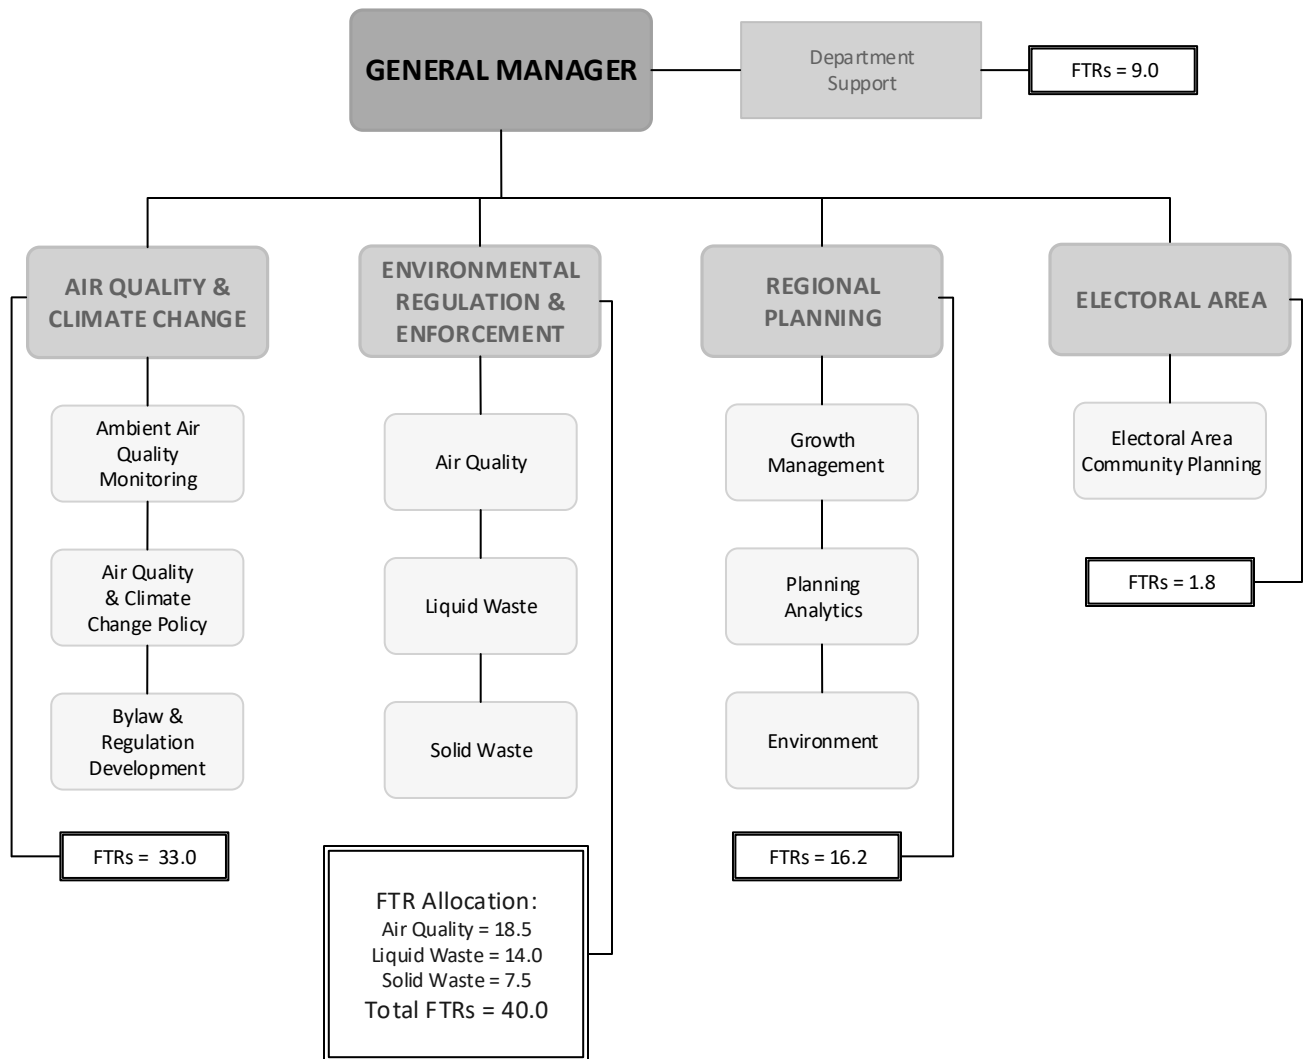 GENERAL MANAGER
Department
Support
FTRs = 9.0
AIR QUALITY &
CLIMATE CHANGE
ENVIRONMENTAL
REGULATION &
ENFORCEMENT
REGIONAL
PLANNING
ELECTORAL AREA
Ambient Air
Quality
Monitoring
Air Quality
& Climate
Change Policy
Bylaw &
Regulation
Development
FTRs = 33.0
Air Quality
Liquid Waste
Solid Waste
FTR Allocation:
Air Quality = 18.5
Liquid Waste = 14.0
Solid Waste = 7.5
Total FTRs = 40.0
Growth
Management
Planning
Analytics
Environment
FTRs = 16.2
Electoral Area
Community Planning
FTRs = 1.8